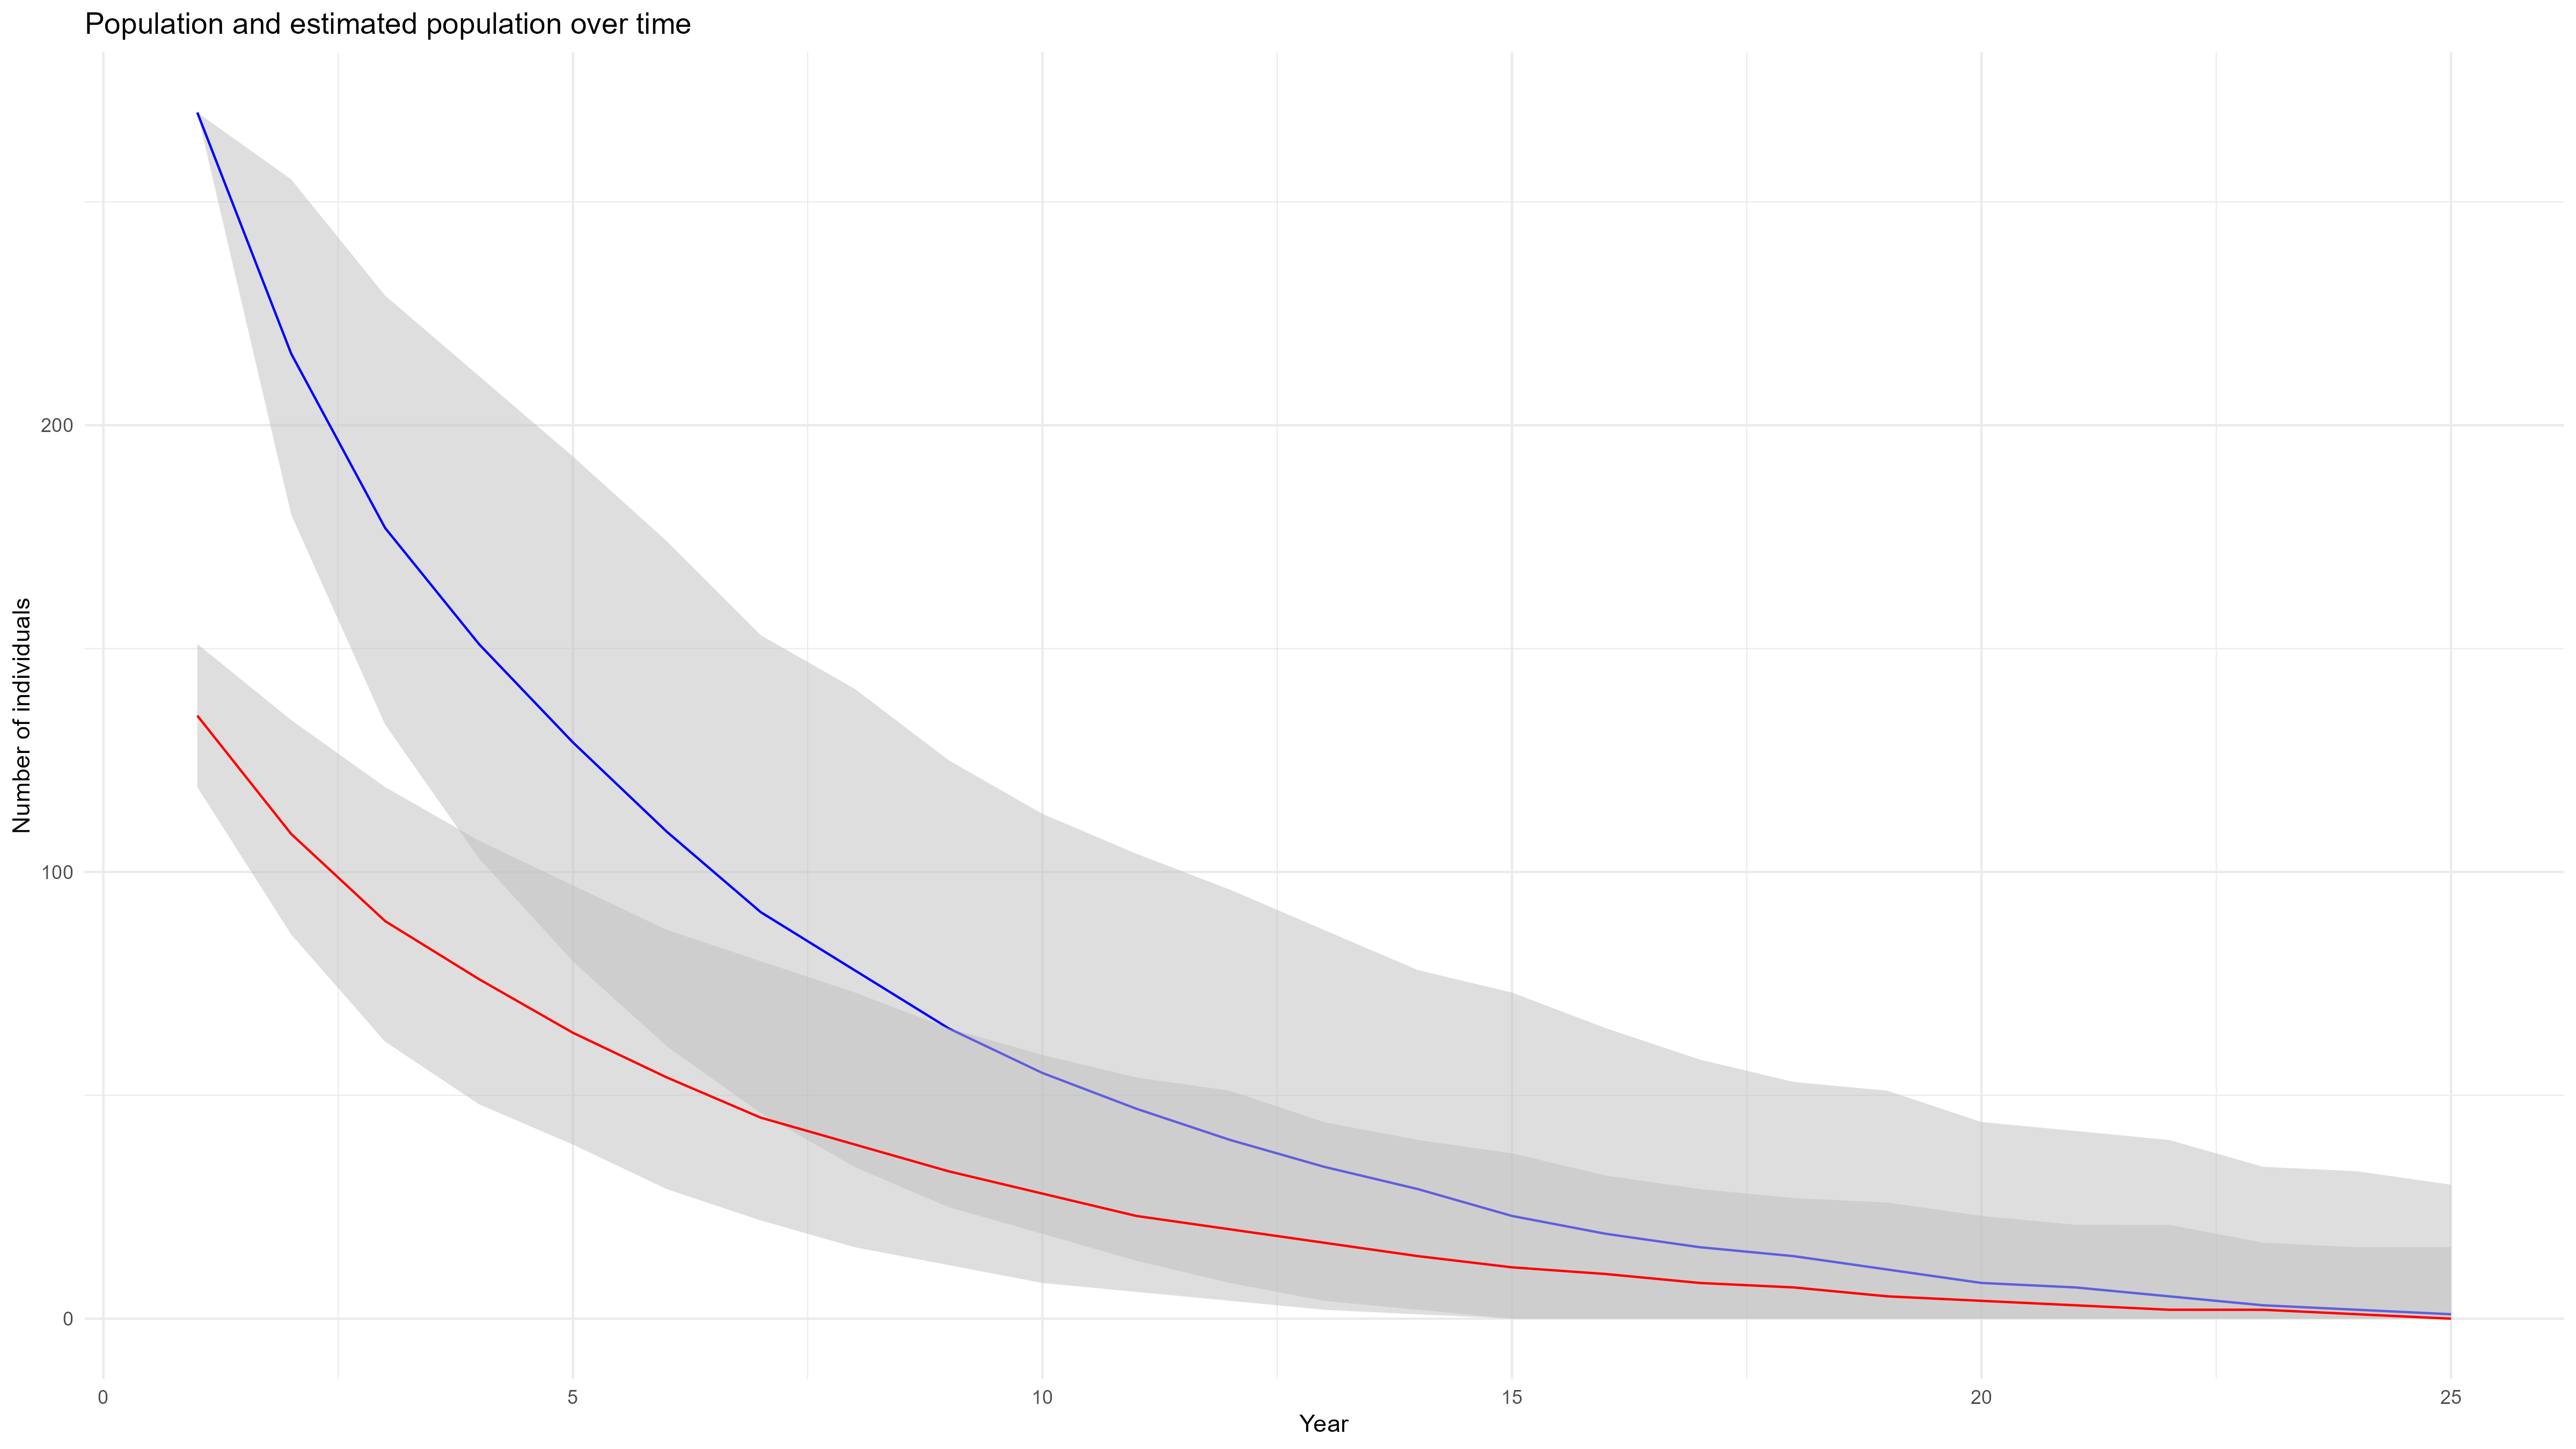 Population and estimated population over time
Number of individuals
200
100
0
0 5 10 15 20 25
Year